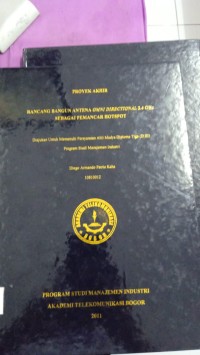 PROYEK AKHIR
RANCANG BANGUN ANTENA OMNI DIRECTIONAL 2.4 GHz
SEBAGAI PEMANCAR HOTSPOT
Diajukan Untuk Memenuhi Persyaratan Ahli Madya Diploma Tiga (D.III)
Program Studi Manajemen Industri
PROGRAM STUDI MANAJEMEN INDUSTRI
AKADEMI TELEKOMUNIKASI BOGOR
2011